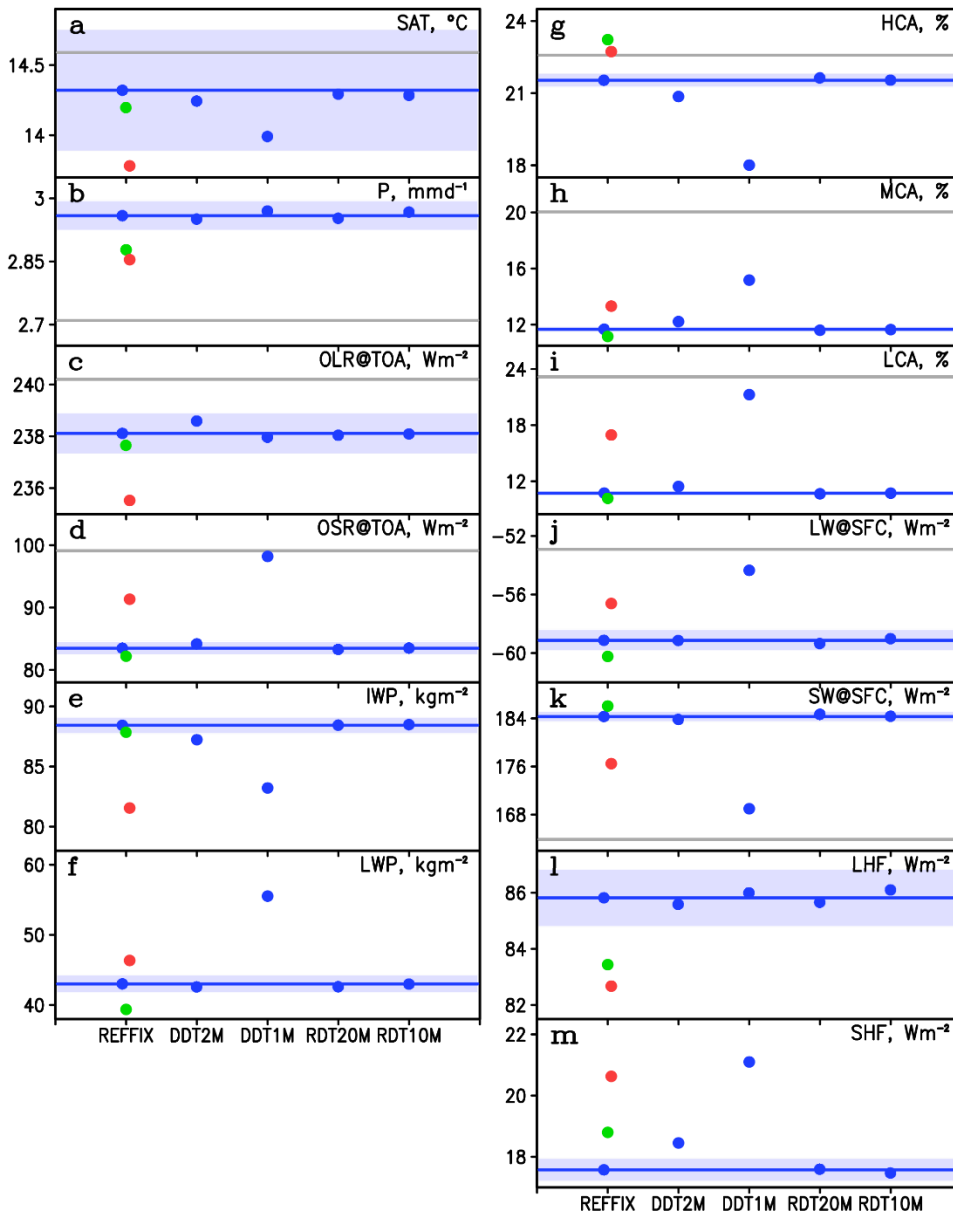 a SAT, °C
14.5
14
b P, mmd⁻¹
3
2.85
2.7
c OLR@TOA, Wm⁻²
240
238
236
d OSR@TOA, Wm⁻²
100
90
80
e IWP, kgm⁻²
90
85
80
f LWP, kgm⁻²
60
50
40
REFFIX DDT2M DDT1M RDT20M RDT10M
g HCA, %
24
21
18
h MCA, %
20
16
12
i LCA, %
24
18
12
j LW@SFC, Wm⁻²
−52
−56
−60
k SW@SFC, Wm⁻²
184
176
168
l LHF, Wm⁻²
86
84
82
m SHF, Wm⁻²
22
20
18
REFFIX DDT2M DDT1M RDT20M RDT10M